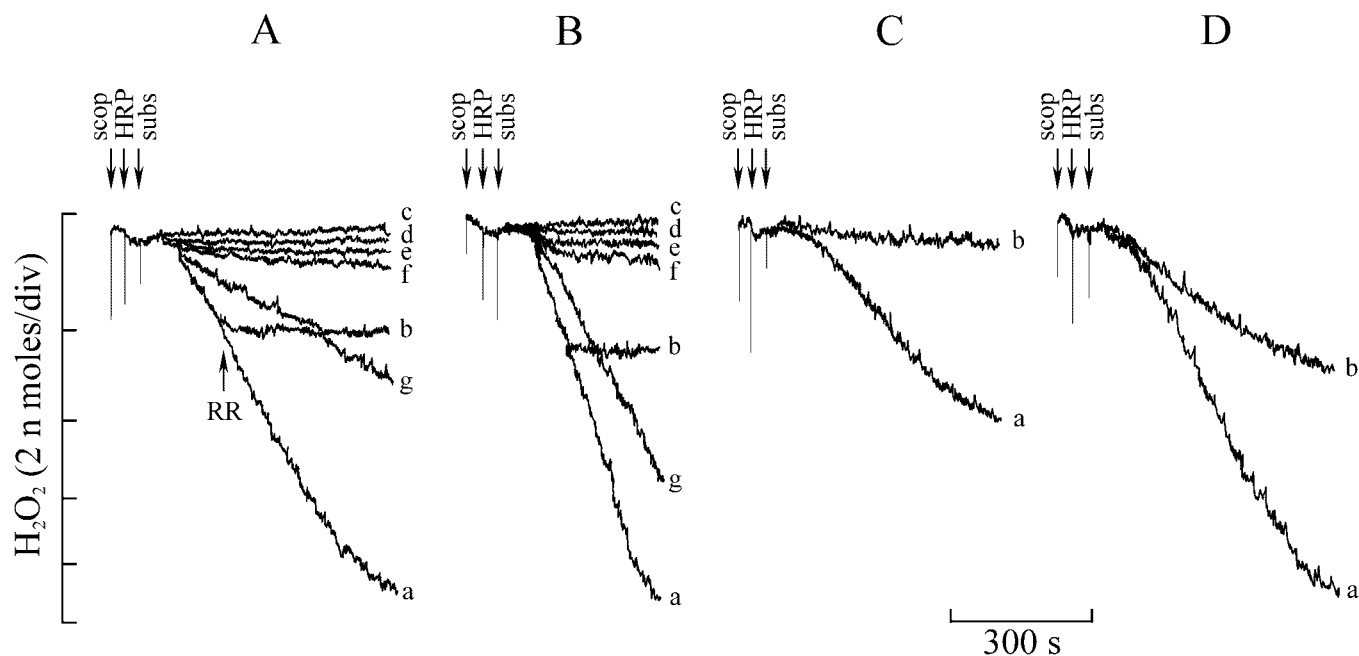 A B C D
scop HRP subs scop HRP subs scop HRP subs scop HRP subs
c c
d d
e e b
f f
b b b
g
RR a
g
a a a
H₂O₂ (2 n moles/div)
300 s